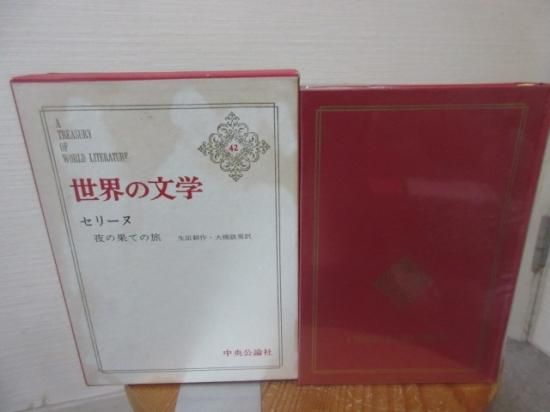 A
TREASURY
OF
WORLD LITERATURE
42
世界の文学
セリーヌ
夜の果ての旅 生田耕作・大槻鉄男訳
中央公論社